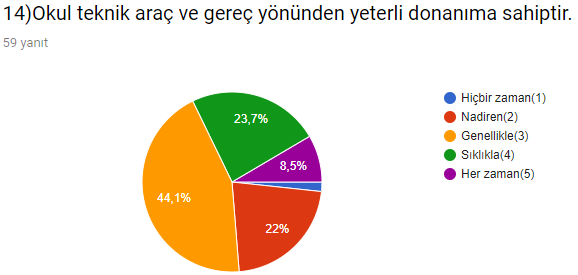 14)Okul teknik araç ve gereç yönünden yeterli donanıma sahiptir.
59 yanıt
Hiçbir zaman(1)
Nadiren(2)
Genellikle(3)
Sıklıkla(4)
Her zaman(5)
23,7%
8,5%
44,1%
22%